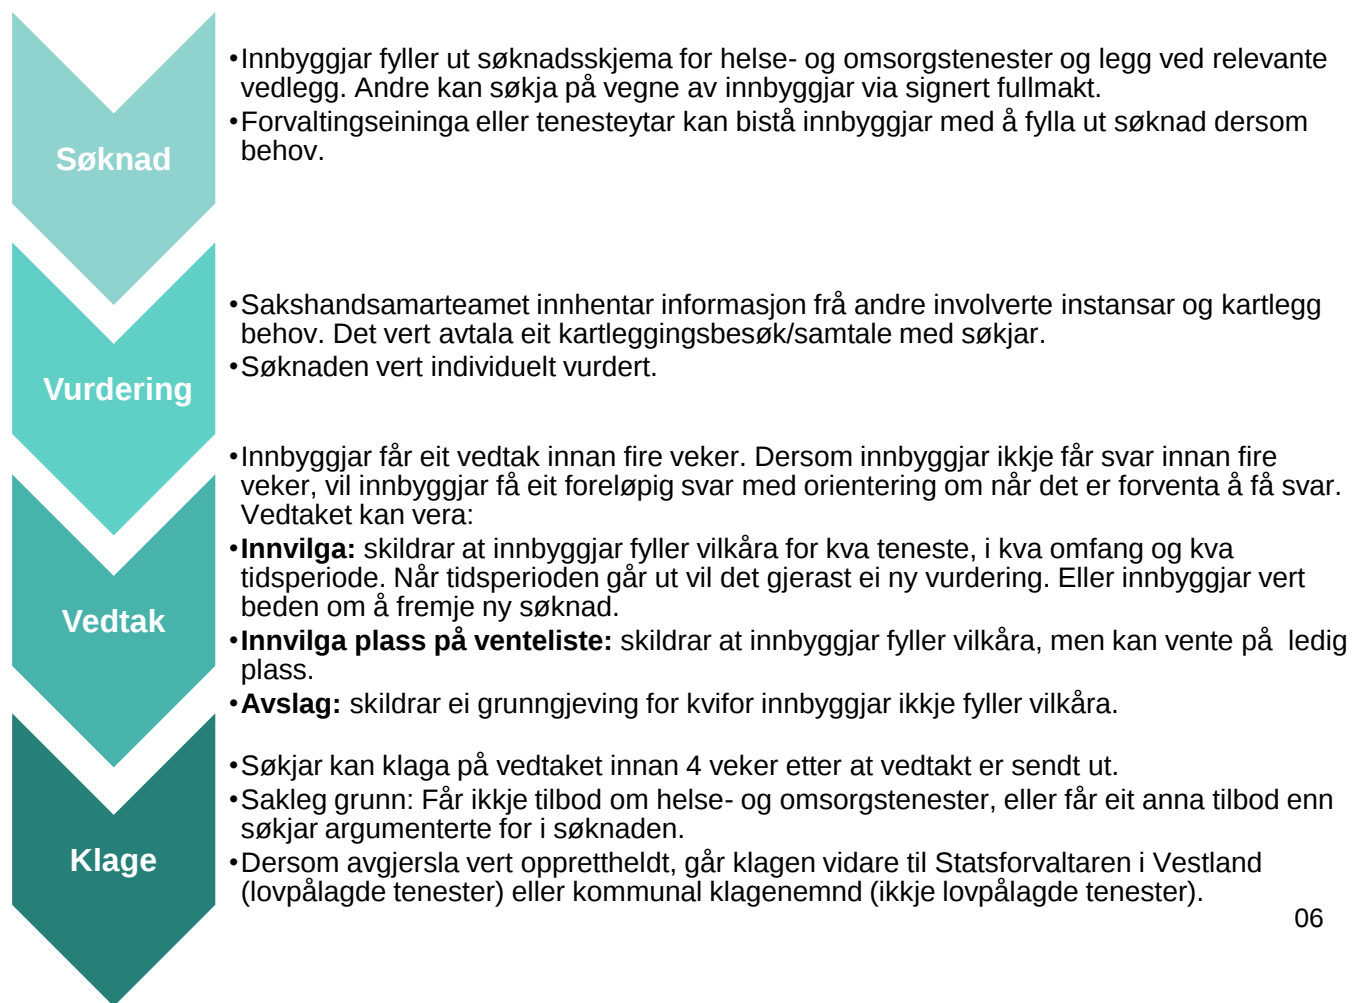 Søknad
•Innbyggjar fyller ut søknadsskjema for helse- og omsorgstenester og legg ved relevante
vedlegg. Andre kan søkja på vegne av innbyggjar via signert fullmakt.
•Forvaltingseininga eller tenesteytar kan bistå innbyggjar med å fylla ut søknad dersom
behov.
Vurdering
•Sakshandsamarteamet innhentar informasjon frå andre involverte instansar og kartlegg
behov. Det vert avtala eit kartleggingsbesøk/samtale med søkjar.
•Søknaden vert individuelt vurdert.
Vedtak
•Innbyggjar får eit vedtak innan fire veker. Dersom innbyggjar ikkje får svar innan fire
veker, vil innbyggjar få eit foreløpig svar med orientering om når det er forventa å få svar.
Vedtaket kan vera:
•Innvilga: skildrar at innbyggjar fyller vilkåra for kva teneste, i kva omfang og kva
tidsperiode. Når tidsperioden går ut vil det gjerast ei ny vurdering. Eller innbyggjar vert
beden om å fremje ny søknad.
•Innvilga plass på venteliste: skildrar at innbyggjar fyller vilkåra, men kan vente på  ledig
plass.
•Avslag: skildrar ei grunngjeving for kvifor innbyggjar ikkje fyller vilkåra.
Klage
•Søkjar kan klaga på vedtaket innan 4 veker etter at vedtakt er sendt ut.
•Sakleg grunn: Får ikkje tilbod om helse- og omsorgstenester, eller får eit anna tilbod enn
søkjar argumenterte for i søknaden.
•Dersom avgjersla vert oppretthelt, går klagen vidare til Statsforvaltaren i Vestland
(lovpålagde tenester) eller kommunal klagenemnd (ikkje lovpålagde tenester).
06